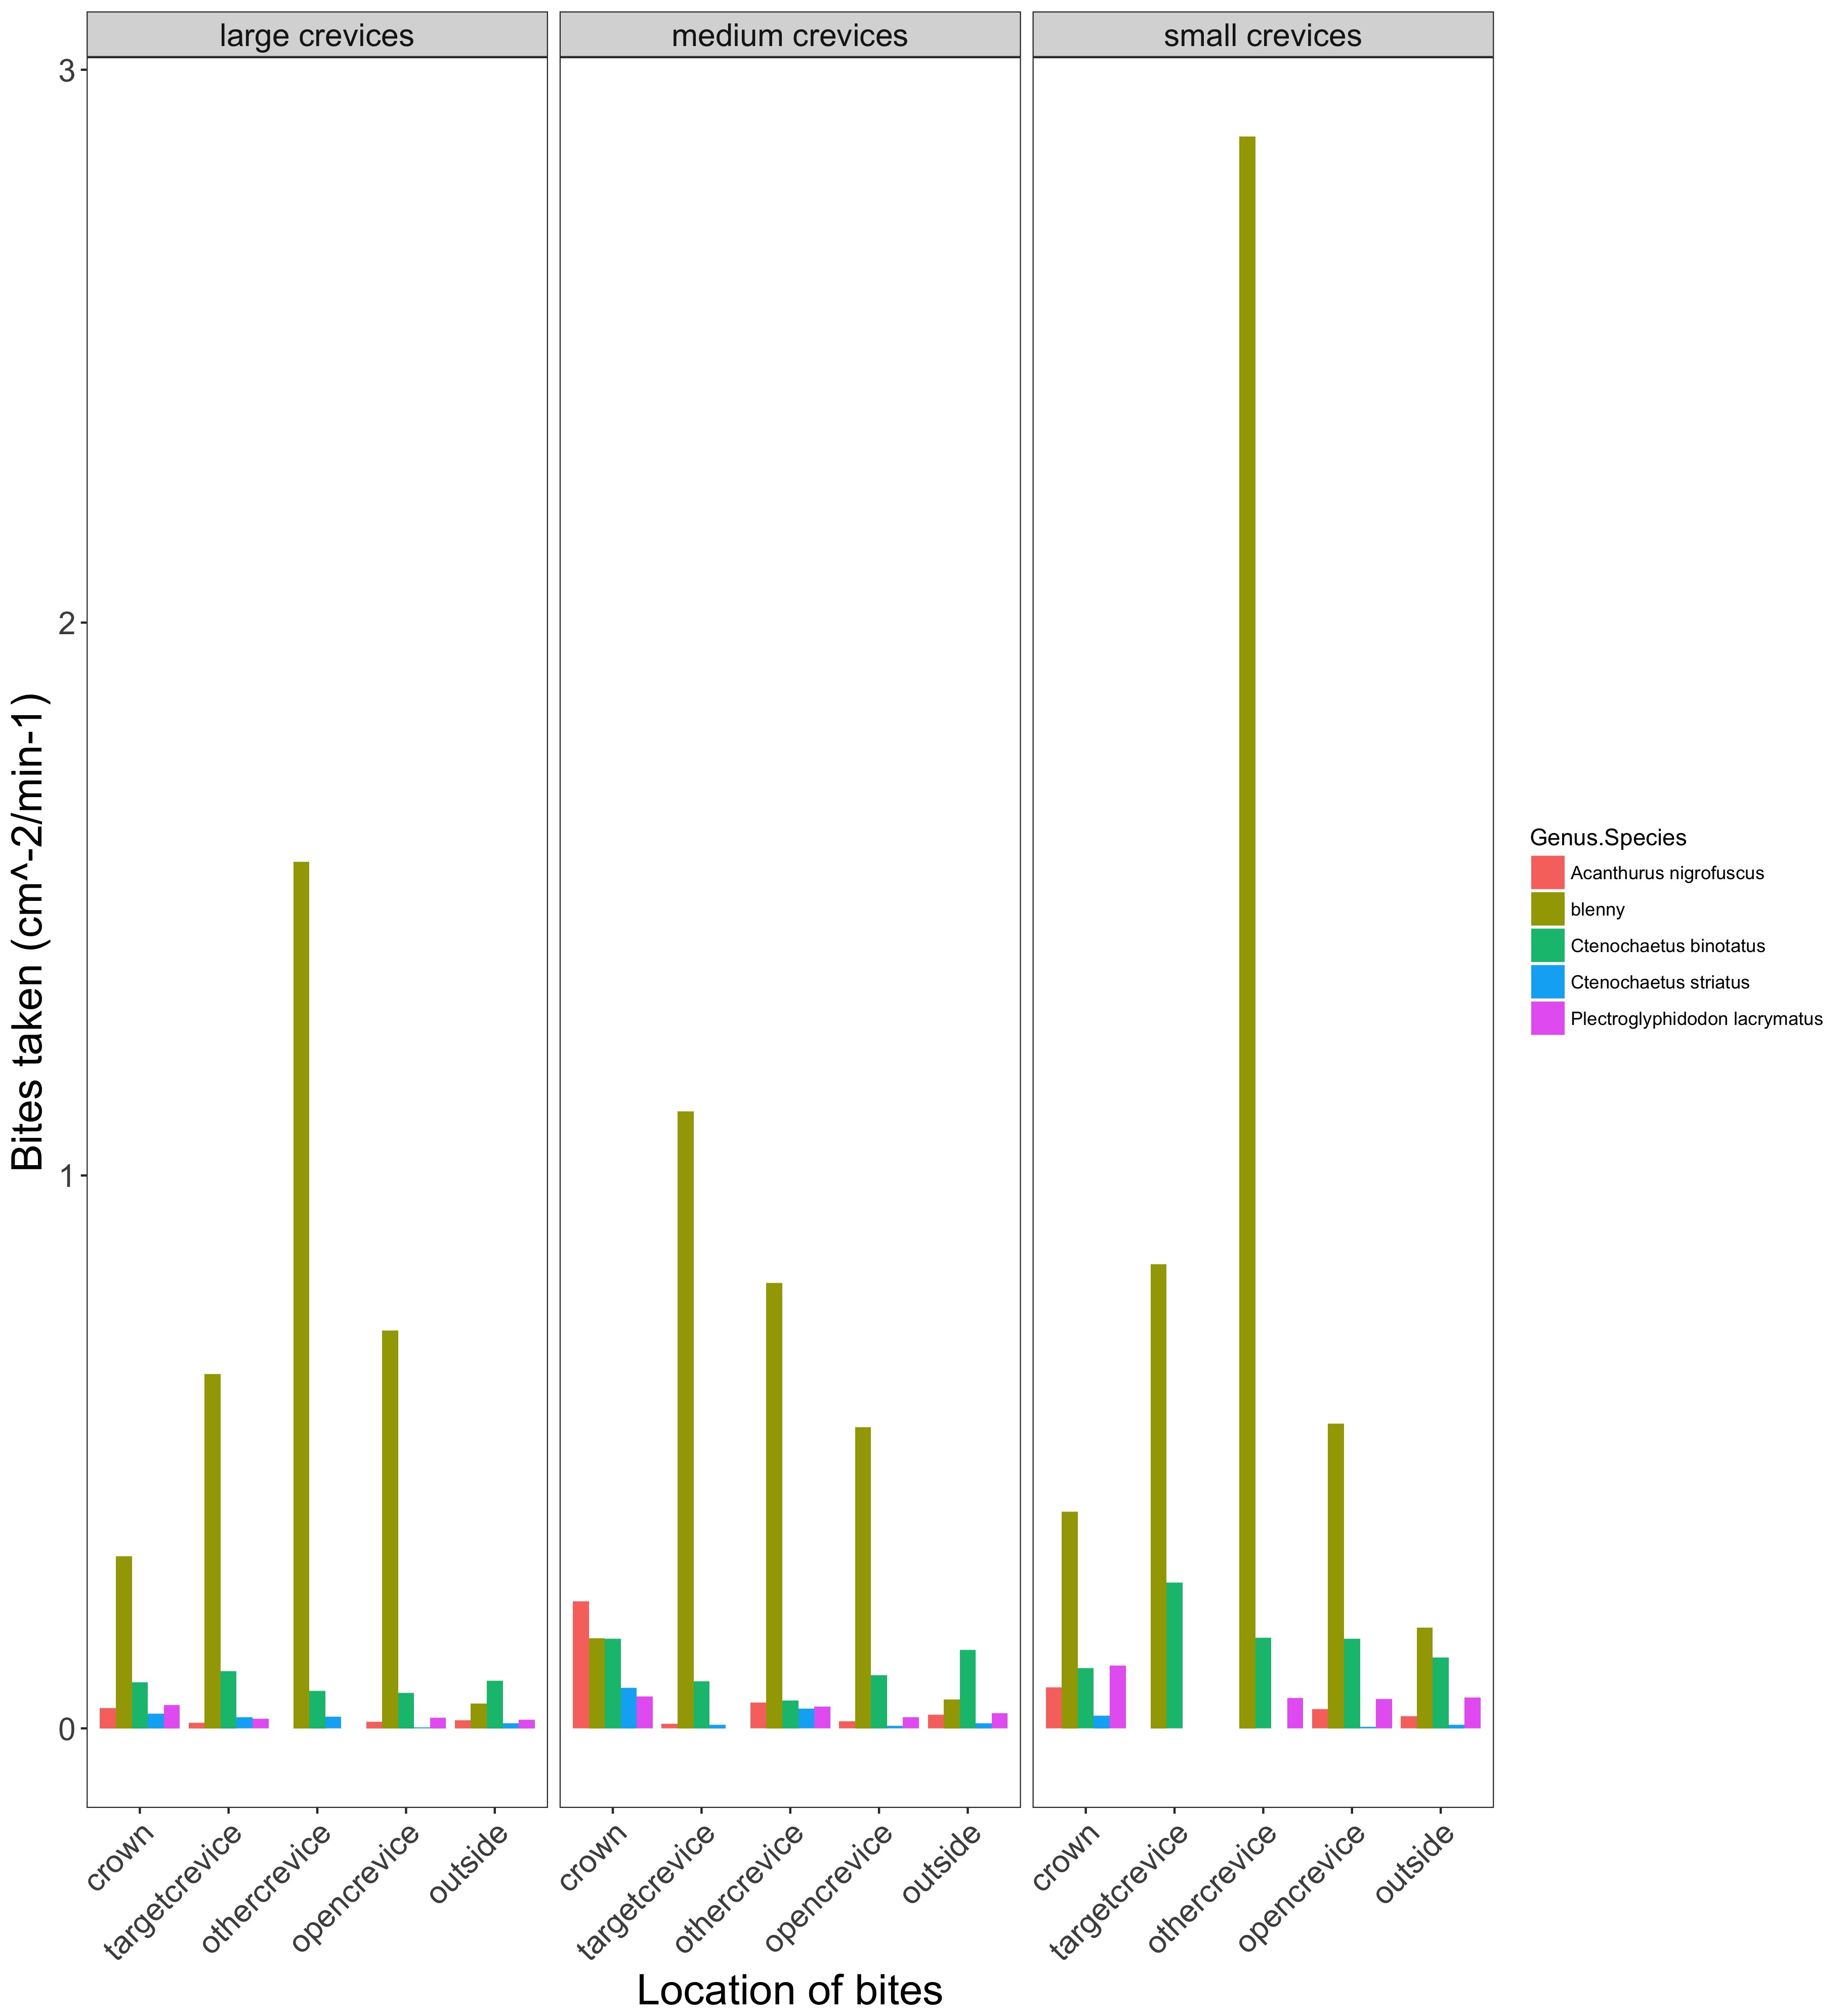 large crevices
medium crevices
small crevices
3
2
1
0
Bites taken (cm^-2/min-1)
crown
targetcrevice
othercrevice
opencrevice
outside
crown
targetcrevice
othercrevice
opencrevice
outside
crown
targetcrevice
othercrevice
opencrevice
outside
Location of bites
Genus.Species
Acanthurus nigrofuscus
blenny
Ctenochaetus binotatus
Ctenochaetus striatus
Plectroglyphidodon lacrymatus